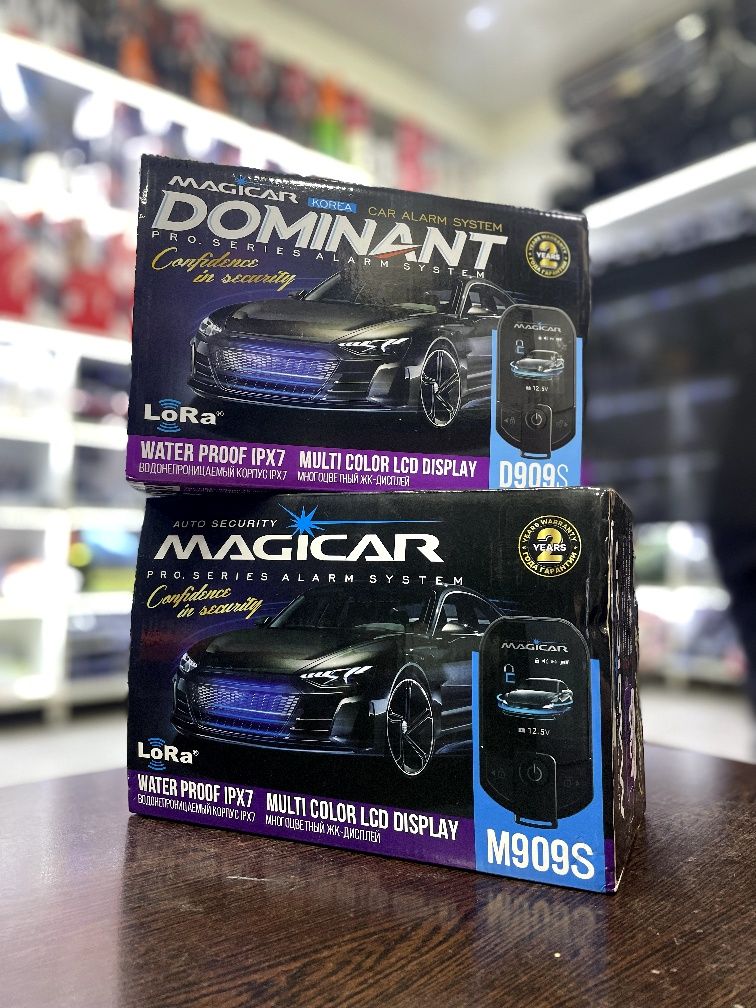 MAGICAR
KOREA
CAR ALARM SYSTEM
DOMINANT
PRO. SERIES ALARM SYSTEM
Confidence
in security
2
YEARS
MAGICAR
12.5V
LoRa®
WATER PROOF IPX7
ВОДОНЕПРОНИЦАЕМЫЙ КОРПУС IPX7
MULTI COLOR LCD DISPLAY
МНОГОЦВЕТНЫЙ ЖК-ДИСПЛЕЙ
D909S
AUTO SECURITY
MAGICAR
PRO. SERIES ALARM SYSTEM
Confidence
in security
YEARS WARRANTY
2
YEARS
ГОДА ГАРАНТИИ
MAGICAR
12.5V
LoRa®
WATER PROOF IPX7
ВОДОНЕПРОНИЦАЕМЫЙ КОРПУС IPX7
MULTI COLOR LCD DISPLAY
МНОГОЦВЕТНЫЙ ЖК-ДИСПЛЕЙ
M909S